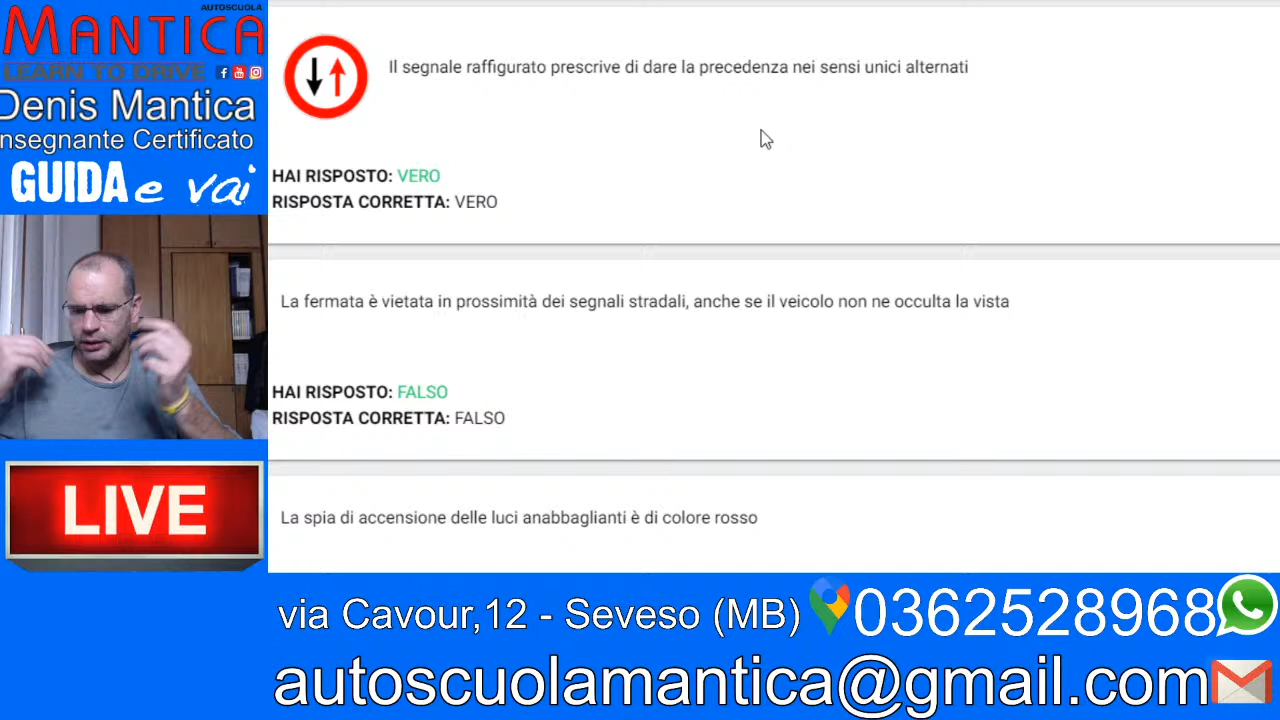 AUTOSCUOLA
MANTICA
LEARN TO DRIVE
Denis Mantica
nsegnante Certificato
GUIDA e vai
LIVE
Il segnale raffigurato prescrive di dare la precedenza nei sensi unici alternati
HAI RISPOSTO: VERO
RISPOSTA CORRETTA: VERO
La fermata è vietata in prossimità dei segnali stradali, anche se il veicolo non ne occulta la vista
HAI RISPOSTO: FALSO
RISPOSTA CORRETTA: FALSO
La spia di accensione delle luci anabbaglianti è di colore rosso
via Cavour,12 - Seveso (MB) 0362528968
autoscuolamantica@gmail.com